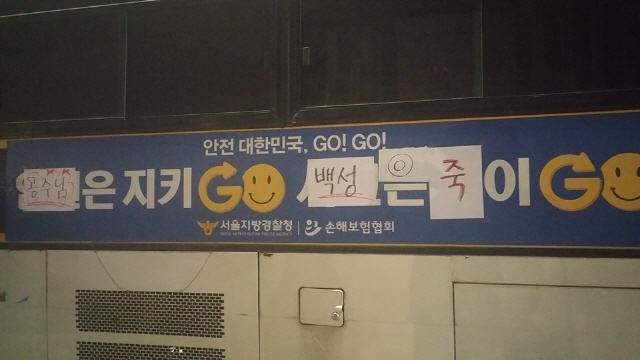 안전 대한민국, GO! GO!
공주님은 지키GO 백성은 죽이GO
서울지방경찰청 손해보험협회